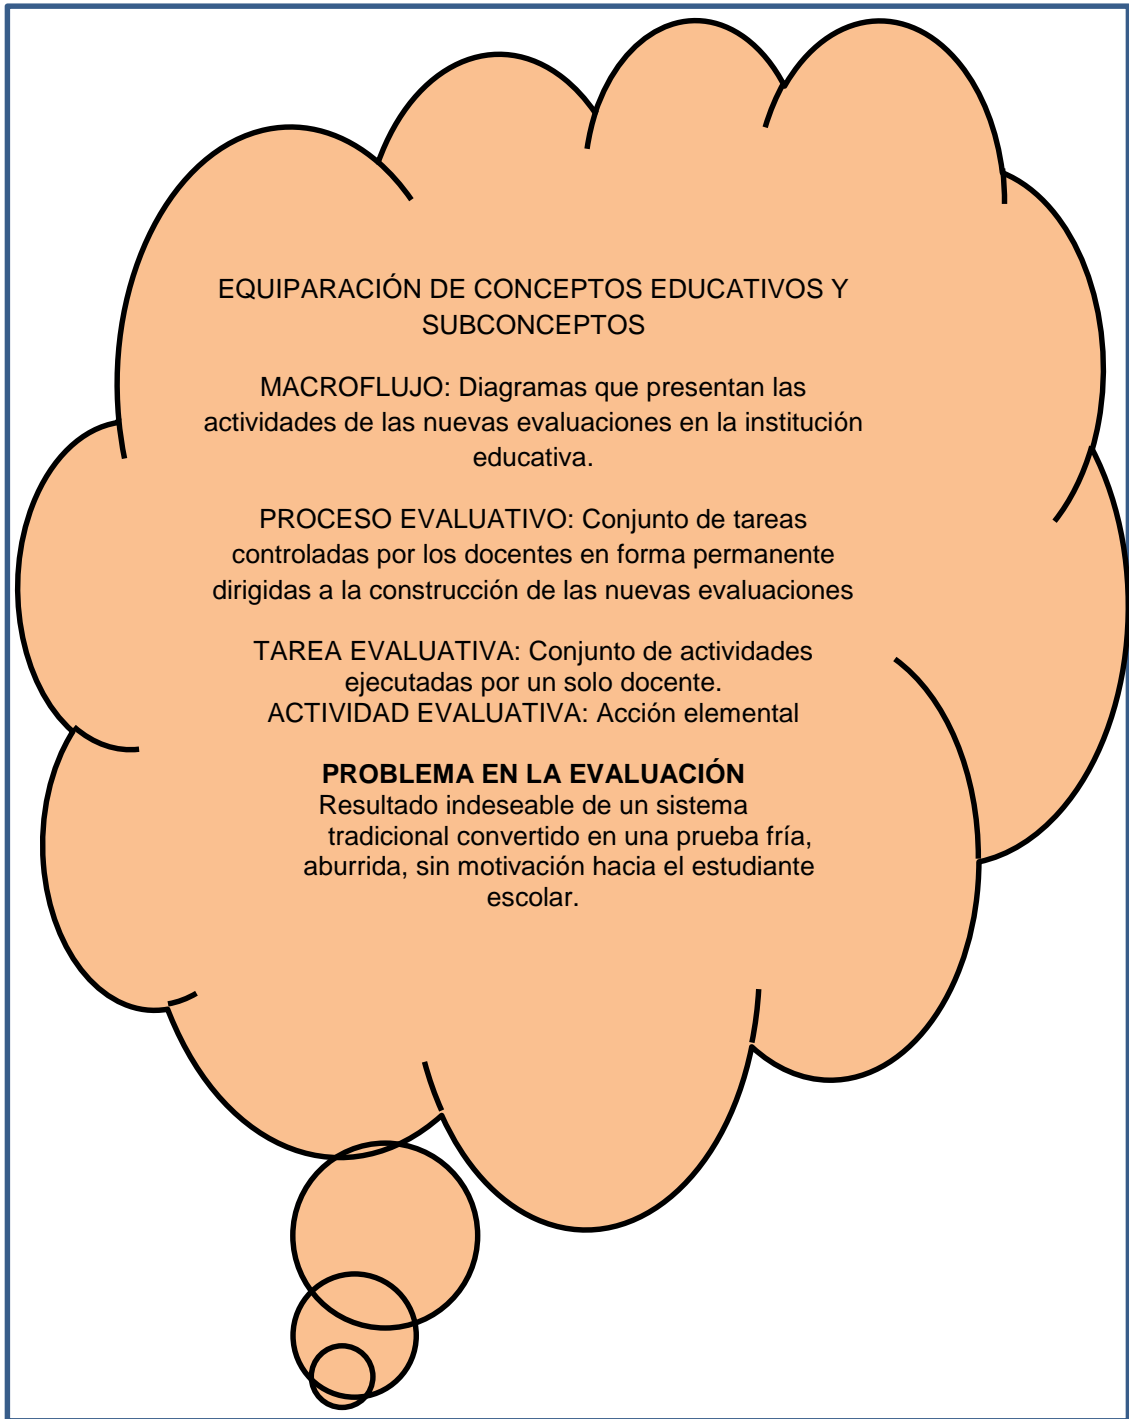 EQUIPARACIÓN DE CONCEPTOS EDUCATIVOS Y
SUBCONCEPTOS
MACROFLUJO: Diagramas que presentan las
actividades de las nuevas evaluaciones en la institución
educativa.
PROCESO EVALUATIVO: Conjunto de tareas
controladas por los docentes en forma permanente
dirigidas a la construcción de las nuevas evaluaciones
TAREA EVALUATIVA: Conjunto de actividades
ejecutadas por un solo docente.
ACTIVIDAD EVALUATIVA: Acción elemental
PROBLEMA EN LA EVALUACIÓN
Resultado indeseable de un sistema
tradicional convertido en una prueba fría,
aburrida, sin motivación hacia el estudiante
escolar.